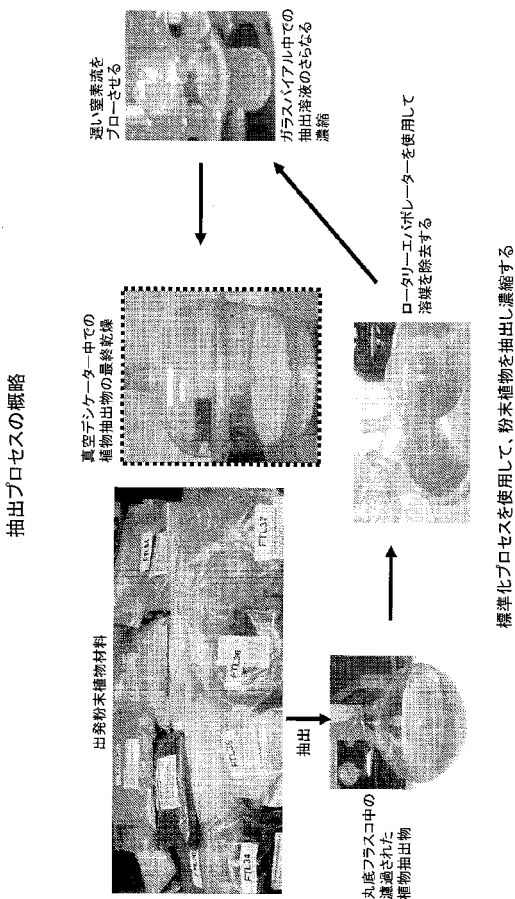 抽出プロセスの概略
出発粉末植物材料
FTL34
FTL35
FTL36
FTL37
抽出
丸底フラスコ中の
濾過された
植物抽出物
ロータリーエバポレーターを使用して
溶媒を除去する
遅い窒素流を
ブローさせる
ガラスバイアル中での
抽出溶液のさらなる
濃縮
真空デシケーター中での
植物抽出物の最終乾燥
標準化プロセスを使用して、粉末植物を抽出し濃縮する